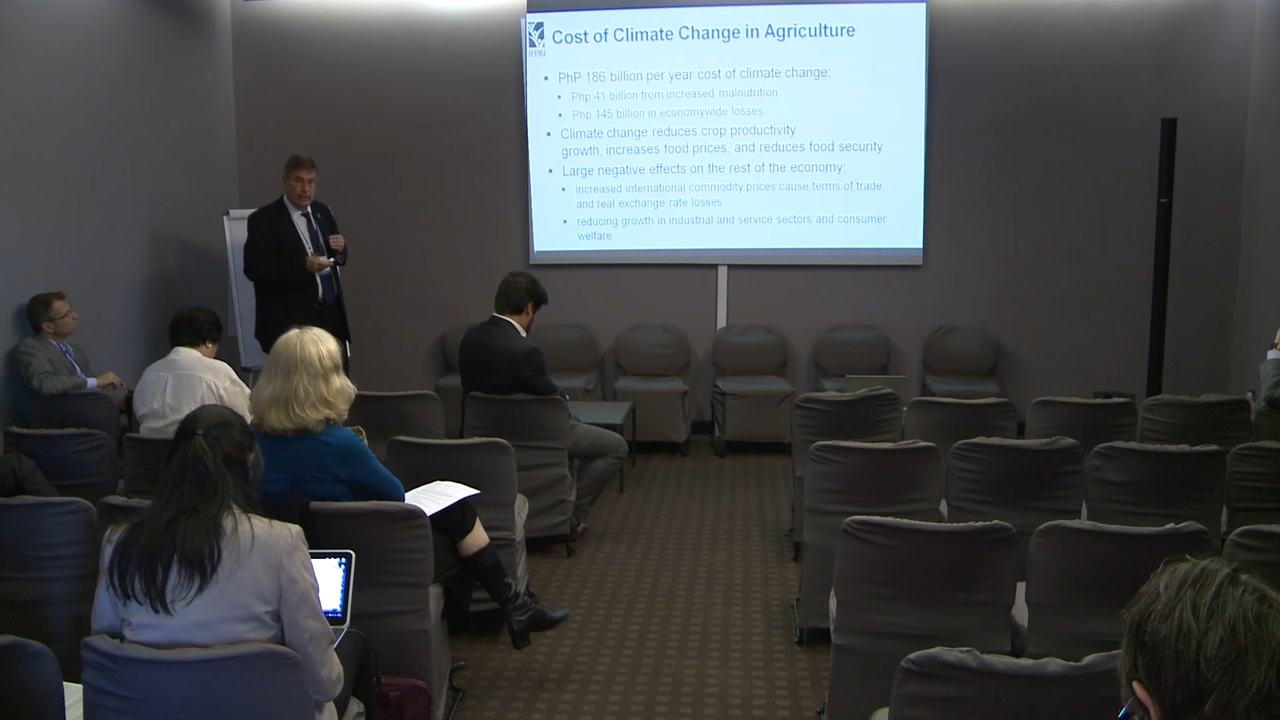 IFPRI
Cost of Climate Change in Agriculture
▪ PhP 186 billion per year cost of climate change:
▪ Php 41 billion from increased malnutrition
▪ Php 145 billion in economywide losses
▪ Climate change reduces crop productivity
growth, increases food prices, and reduces food security
▪ Large negative effects on the rest of the economy:
▪ increased international commodity prices cause terms of trade
and real exchange rate losses
▪ reducing growth in industrial and service sectors and consumer
welfare